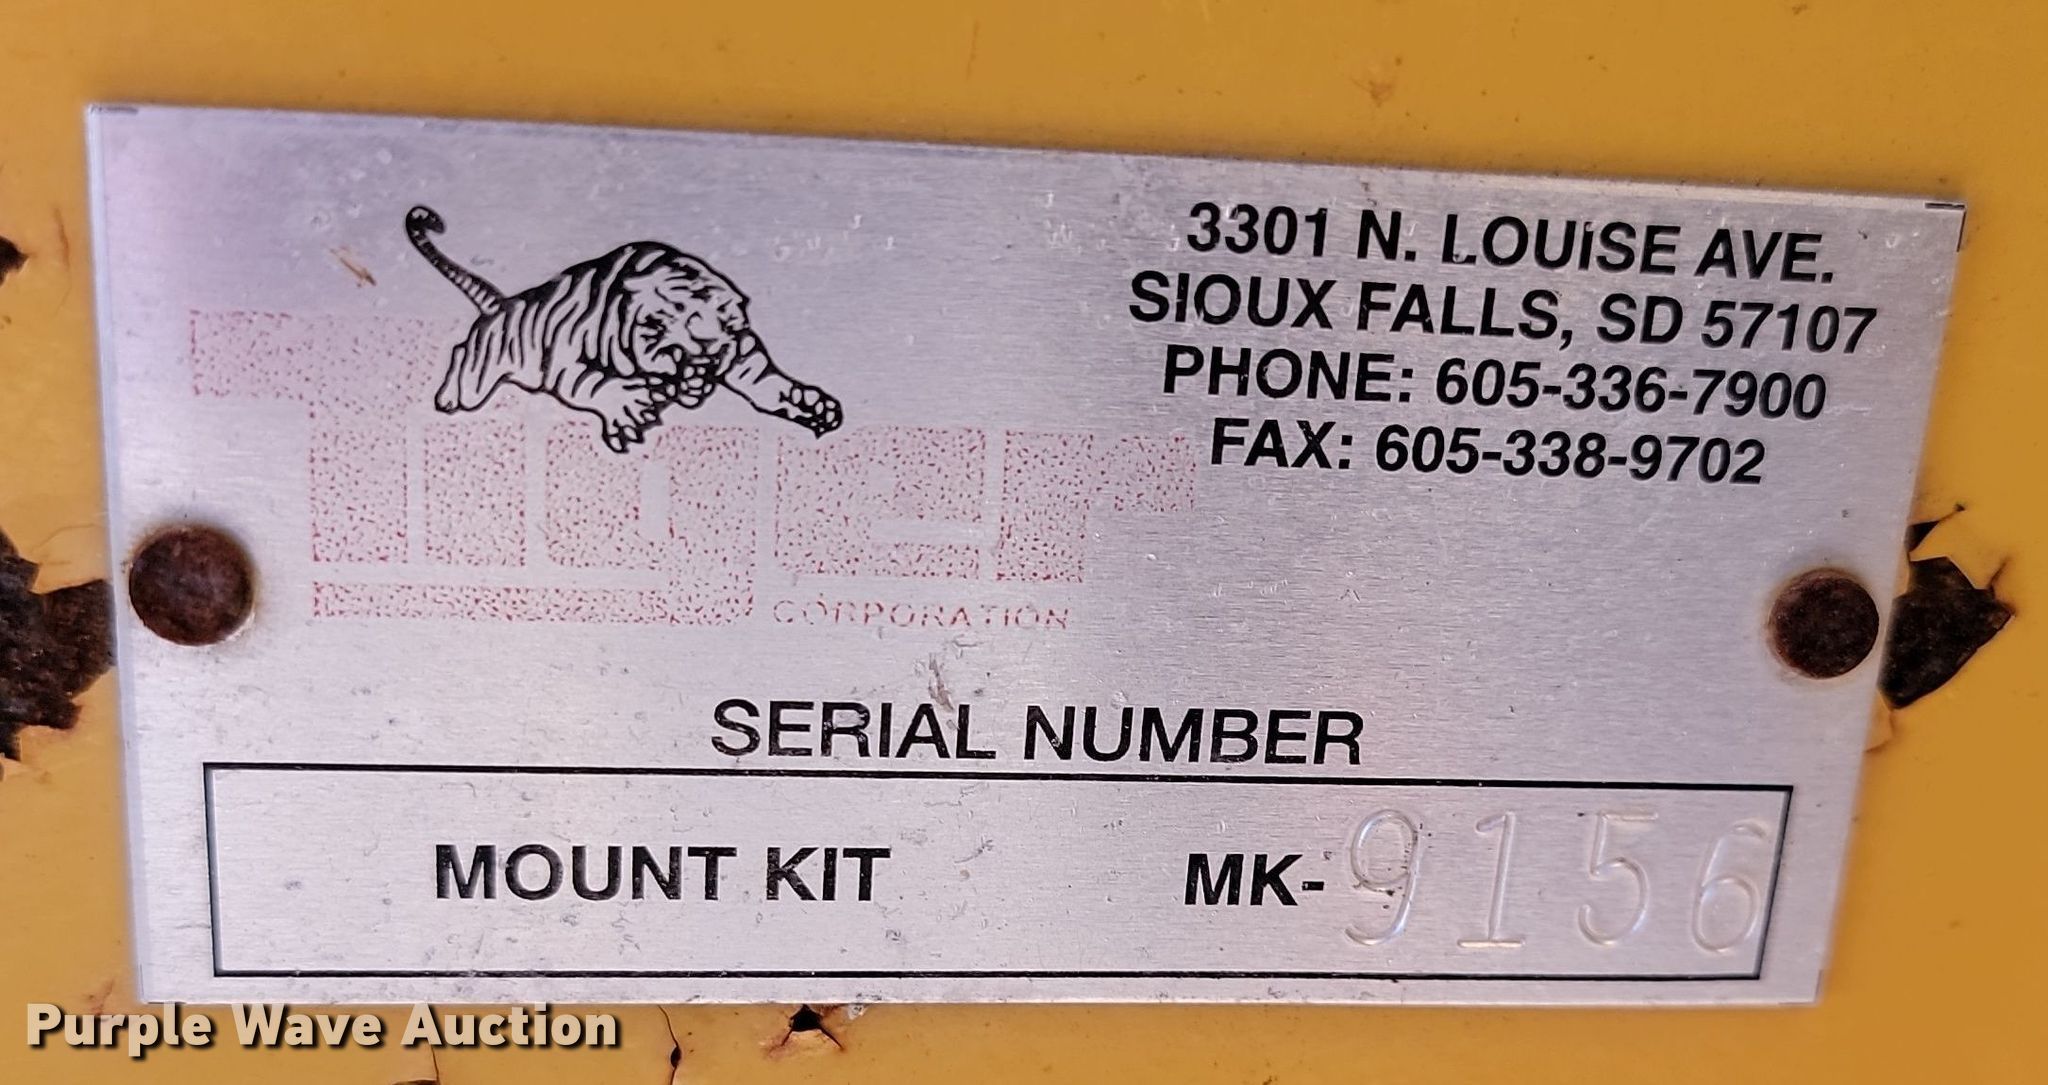 3301 N. LOUISE AVE.
SIOUX FALLS, SD 57107
PHONE: 605-336-7900
FAX: 605-338-9702
Tiger
CORPORATION
SERIAL NUMBER
MOUNT KIT MK-9156
Purple Wave Auction